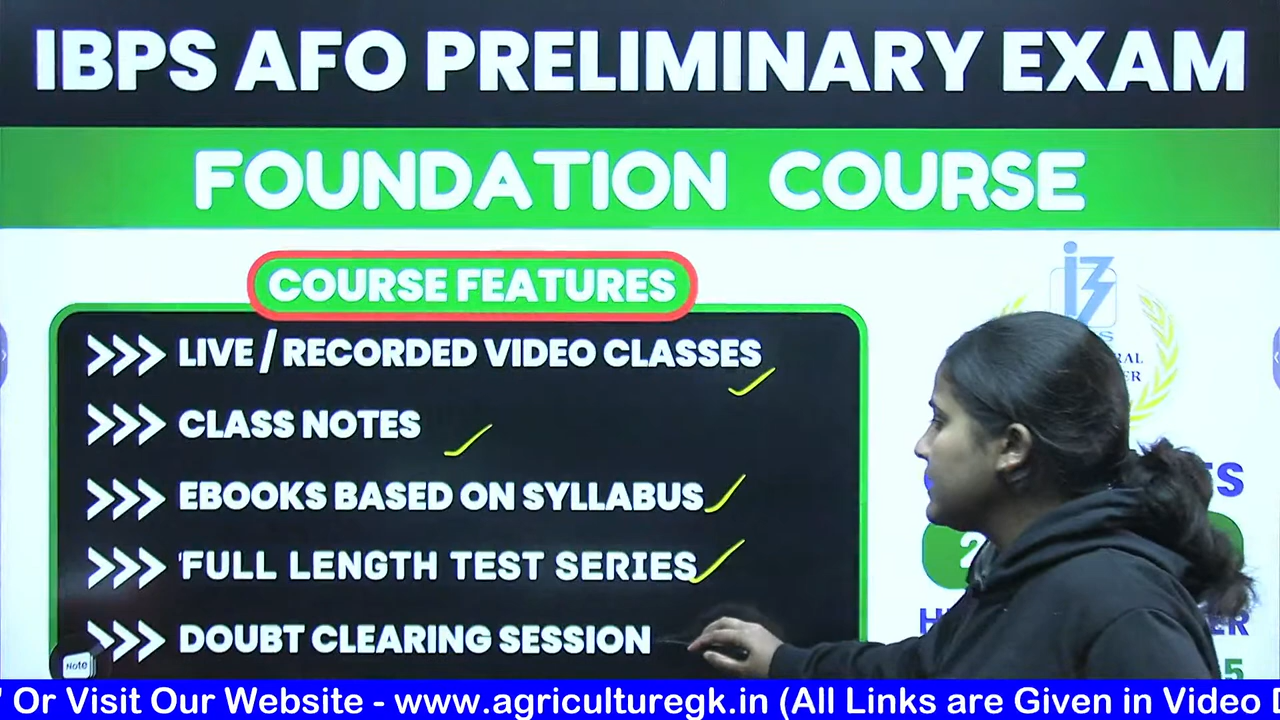 IBPS AFO PRELIMINARY EXAM
FOUNDATION COURSE
COURSE FEATURES
>>> LIVE / RECORDED VIDEO CLASSES
>>> CLASS NOTES
>>> EBOOKS BASED ON SYLLABUS
>>> 'FULL LENGTH TEST SERIES
>>> DOUBT CLEARING SESSION
Note
Or Visit Our Website - www.agriculturegk.in (All Links are Given in Video